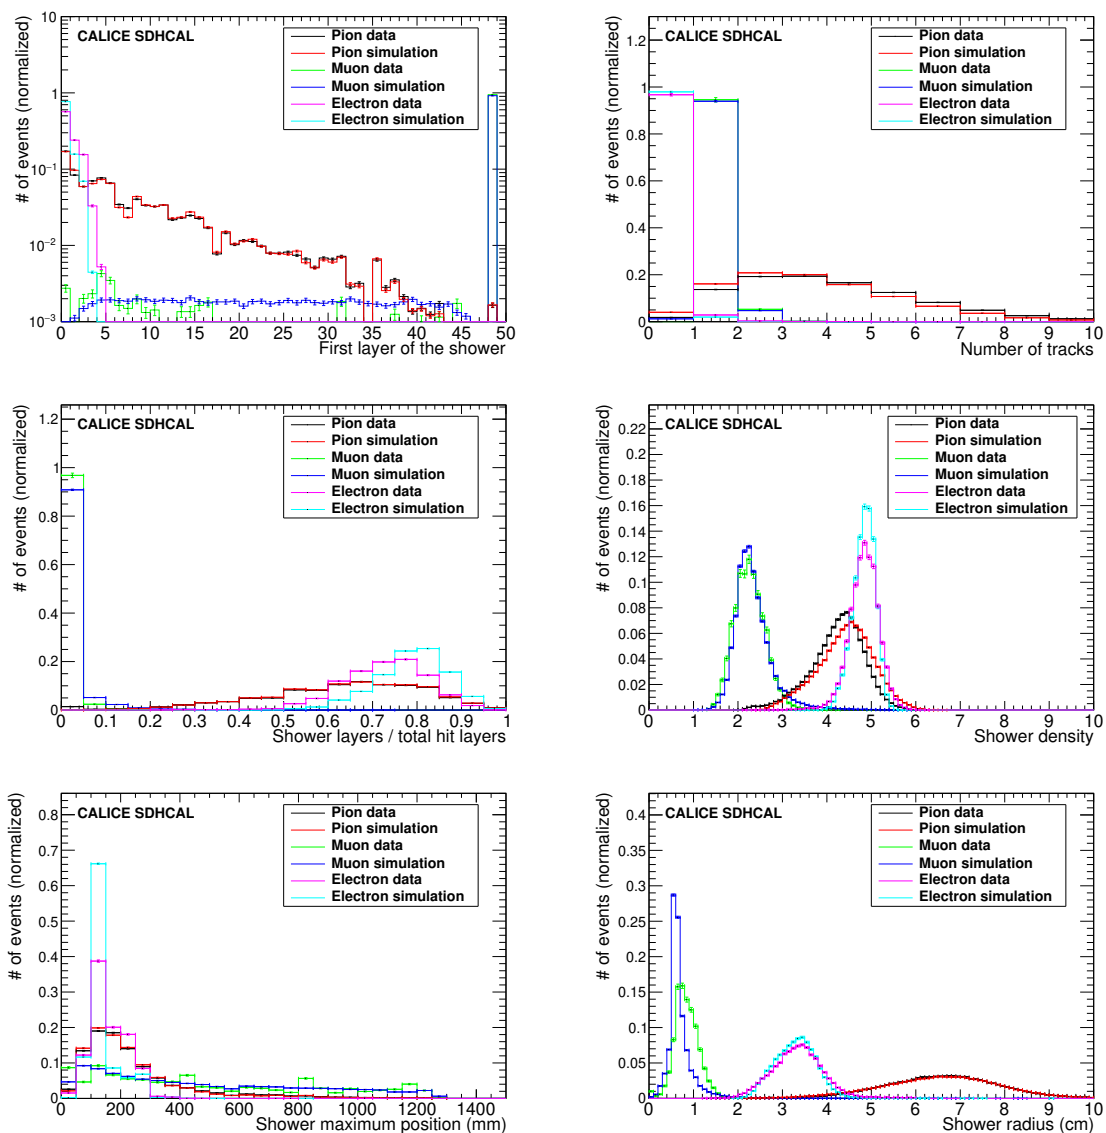 CALICE SDHCAL
Pion data
Pion simulation
Muon data
Muon simulation
Electron data
Electron simulation
# of events (normalized)
10
1
10−1
10−2
10−3
0 5 10 15 20 25 30 35 40 45 50
First layer of the shower
CALICE SDHCAL
Pion data
Pion simulation
Muon data
Muon simulation
Electron data
Electron simulation
# of events (normalized)
1.2
1
0.8
0.6
0.4
0.2
0
0 1 2 3 4 5 6 7 8 9 10
Number of tracks
CALICE SDHCAL
Pion data
Pion simulation
Muon data
Muon simulation
Electron data
Electron simulation
# of events (normalized)
1.2
1
0.8
0.6
0.4
0.2
0
0 0.1 0.2 0.3 0.4 0.5 0.6 0.7 0.8 0.9 1
Shower layers / total hit layers
CALICE SDHCAL
Pion data
Pion simulation
Muon data
Muon simulation
Electron data
Electron simulation
# of events (normalized)
0.22
0.2
0.18
0.16
0.14
0.12
0.1
0.08
0.06
0.04
0.02
0
0 1 2 3 4 5 6 7 8 9 10
Shower density
CALICE SDHCAL
Pion data
Pion simulation
Muon data
Muon simulation
Electron data
Electron simulation
# of events (normalized)
0.8
0.7
0.6
0.5
0.4
0.3
0.2
0.1
0
0 200 400 600 800 1000 1200 1400
Shower maximum position (mm)
CALICE SDHCAL
Pion data
Pion simulation
Muon data
Muon simulation
Electron data
Electron simulation
# of events (normalized)
0.4
0.35
0.3
0.25
0.2
0.15
0.1
0.05
0
0 1 2 3 4 5 6 7 8 9 10
Shower radius (cm)